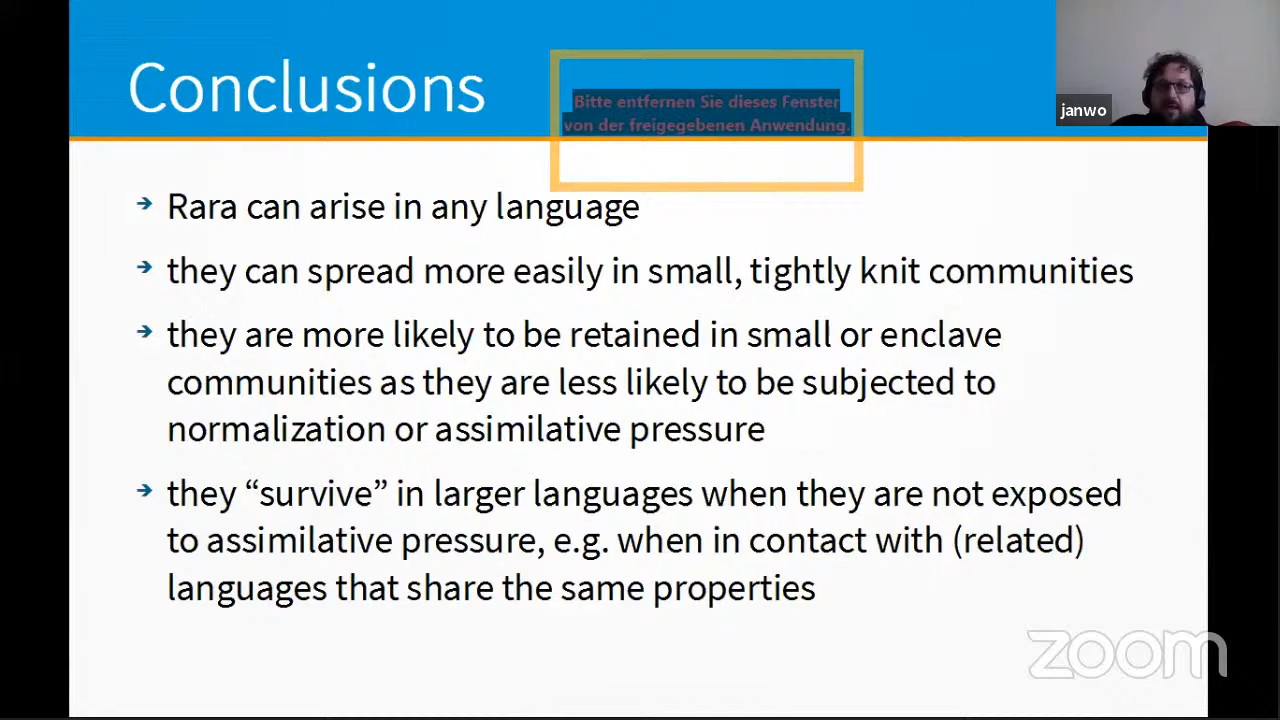 Conclusions
Bitte entfernen Sie dieses Fenster
von der freigegebenen Anwendung.
janwo
Rara can arise in any language
they can spread more easily in small, tightly knit communities
they are more likely to be retained in small or enclave
communities as they are less likely to be subjected to
normalization or assimilative pressure
they “survive” in larger languages when they are not exposed
to assimilative pressure, e.g. when in contact with (related)
languages that share the same properties
zoom